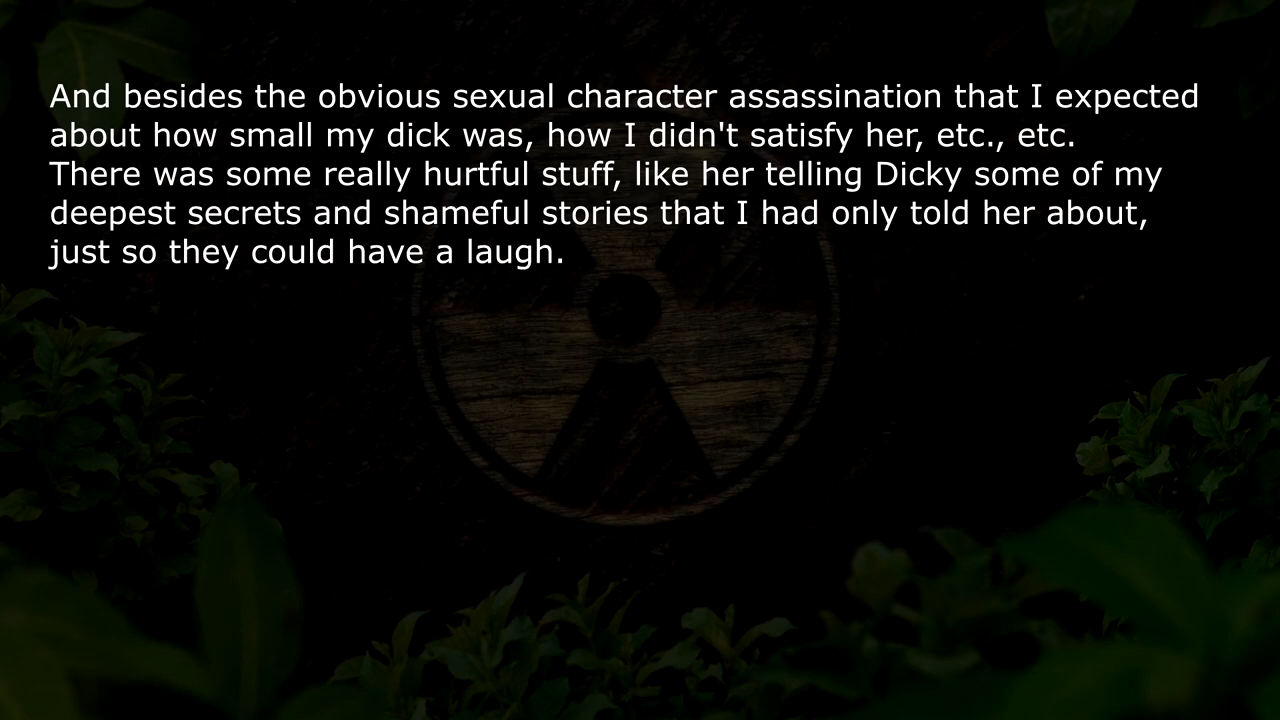 And besides the obvious sexual character assassination that I expected
about how small my dick was, how I didn't satisfy her, etc., etc.
There was some really hurtful stuff, like her telling Dicky some of my
deepest secrets and shameful stories that I had only told her about,
just so they could have a laugh.